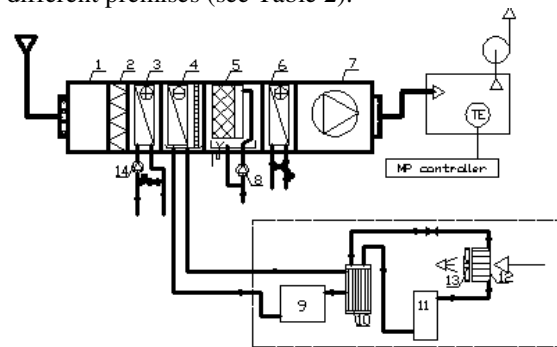 different premises (see Table 2).
1 2 3 4 5 6 7
TE
MP controller
14
8
9
10
11
13
12